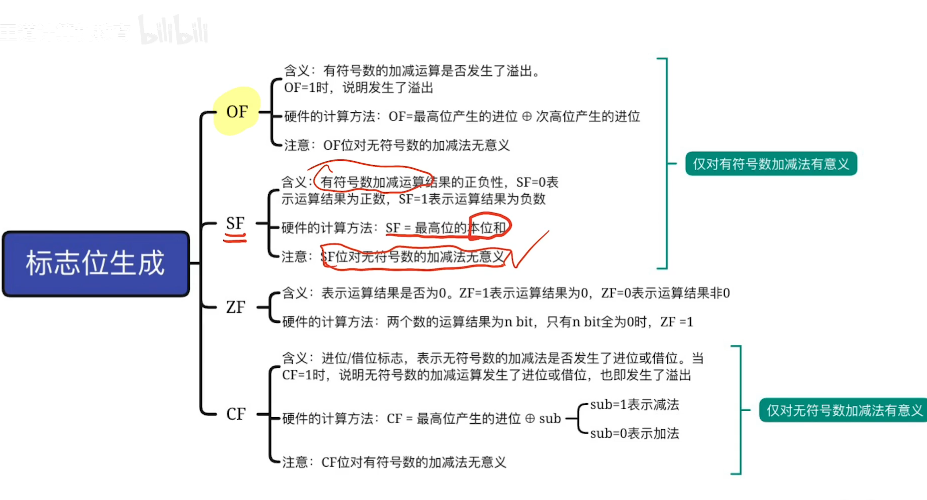 bilibili
含义：有符号数的加减运算是否发生了溢出。
OF=1时，说明发生了溢出
OF
硬件的计算方法：OF=最高位产生的进位 ⊕ 次高位产生的进位
注意：OF位对无符号数的加减法无意义
仅对有符号数加减法有意义
含义：有符号数加减运算结果的正负性，SF=0表
示运算结果为正数，SF=1表示运算结果为负数
SF
硬件的计算方法：SF = 最高位的本位和
注意：SF位对无符号数的加减法无意义
标志位生成
含义：表示运算结果是否为0。ZF=1表示运算结果为0，ZF=0表示运算结果非0
ZF
硬件的计算方法：两个数的运算结果为n bit，只有n bit全为0时，ZF =1
含义：进位/借位标志，表示无符号数的加减法是否发生了进位或借位。当
CF=1时，说明无符号数的加减运算发生了进位或借位，也即发生了溢出
CF
硬件的计算方法：CF = 最高位产生的进位 ⊕ sub
sub=1表示减法
sub=0表示加法
仅对无符号数加减法有意义
注意：CF位对有符号数的加减法无意义